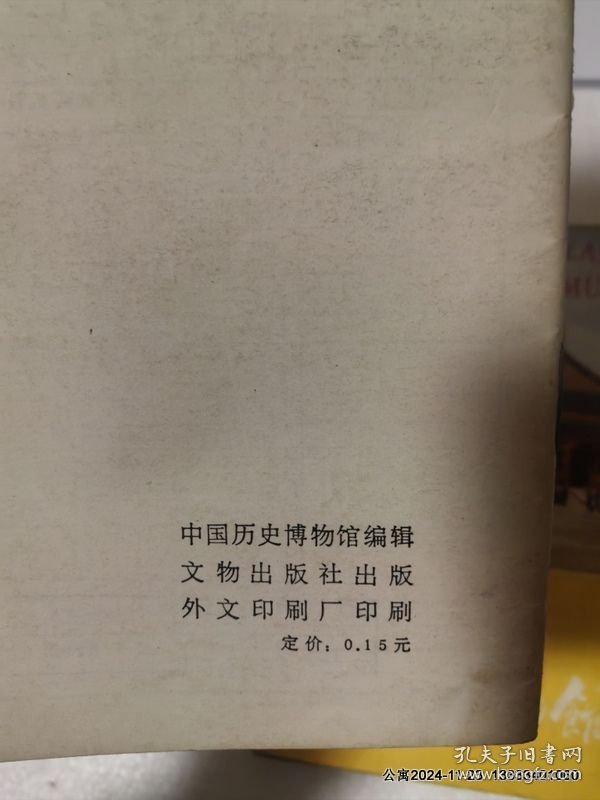 中国历史博物馆编辑
文物出版社出版
外文印刷厂印刷
定价：0.15元
孔夫子旧书网